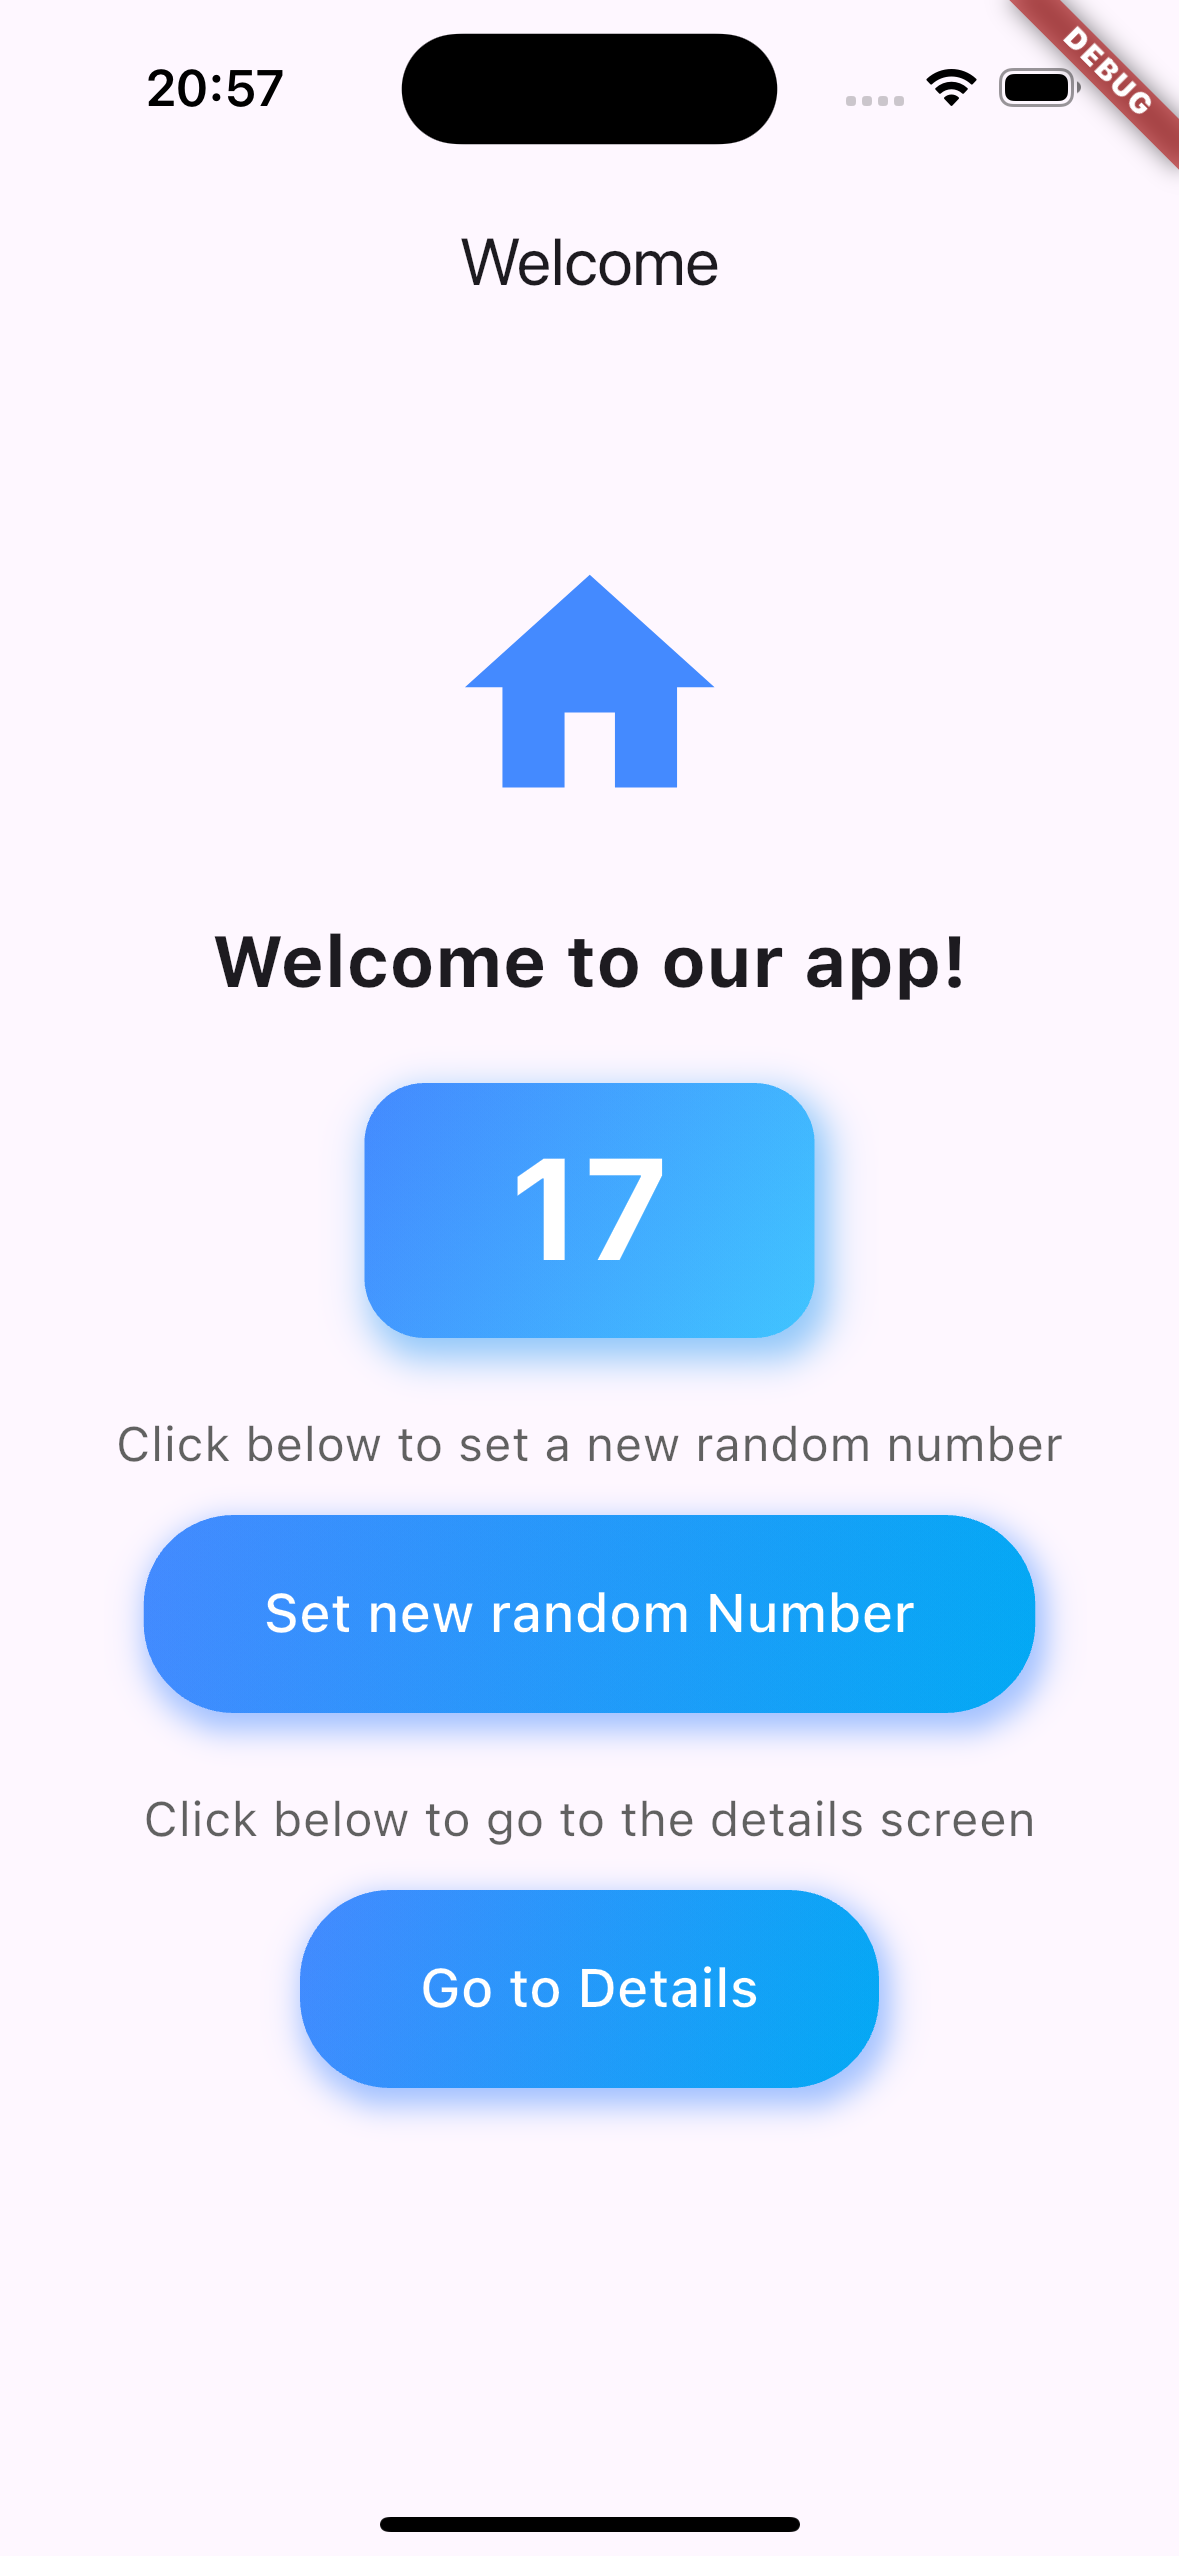 20:57
DEBUG
Welcome
Welcome to our app!
17
Click below to set a new random number
Set new random Number
Click below to go to the details screen
Go to Details